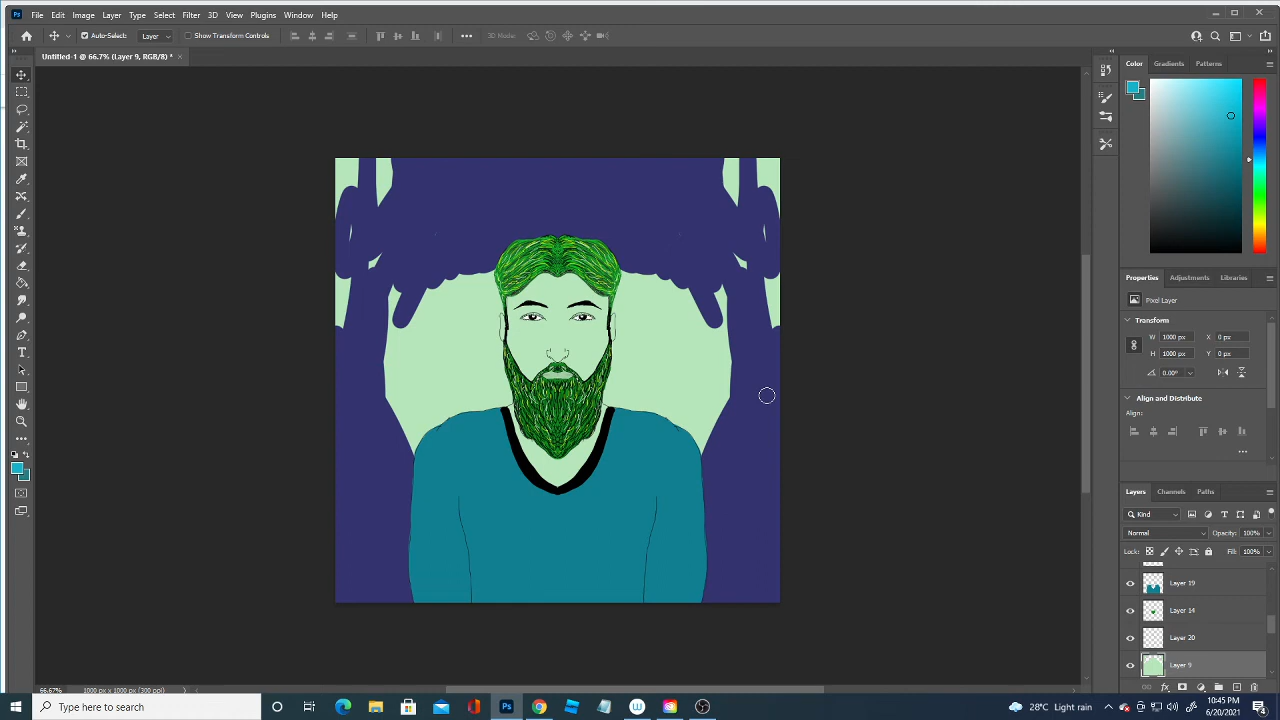 Ps File Edit Image Layer Type Select Filter 3D View Plugins Window Help
Auto-Select: Layer Show Transform Controls 3D Mode:
Untitled-1 @ 66.7% (Layer 9, RGB/8) *
Color Gradients Patterns
Properties Adjustments Libraries
Pixel Layer
Transform
W 1000 px X 0 px
H 1000 px Y 0 px
0.00°
Align and Distribute
Align:
Layers Channels Paths
Kind
Normal Opacity: 100%
Lock: Fill: 100%
Layer 19
Layer 14
Layer 20
Layer 9
66.67% 1000 px x 1000 px (300 ppi)
Type here to search
28°C Light rain
10:45 PM
6/20/2021